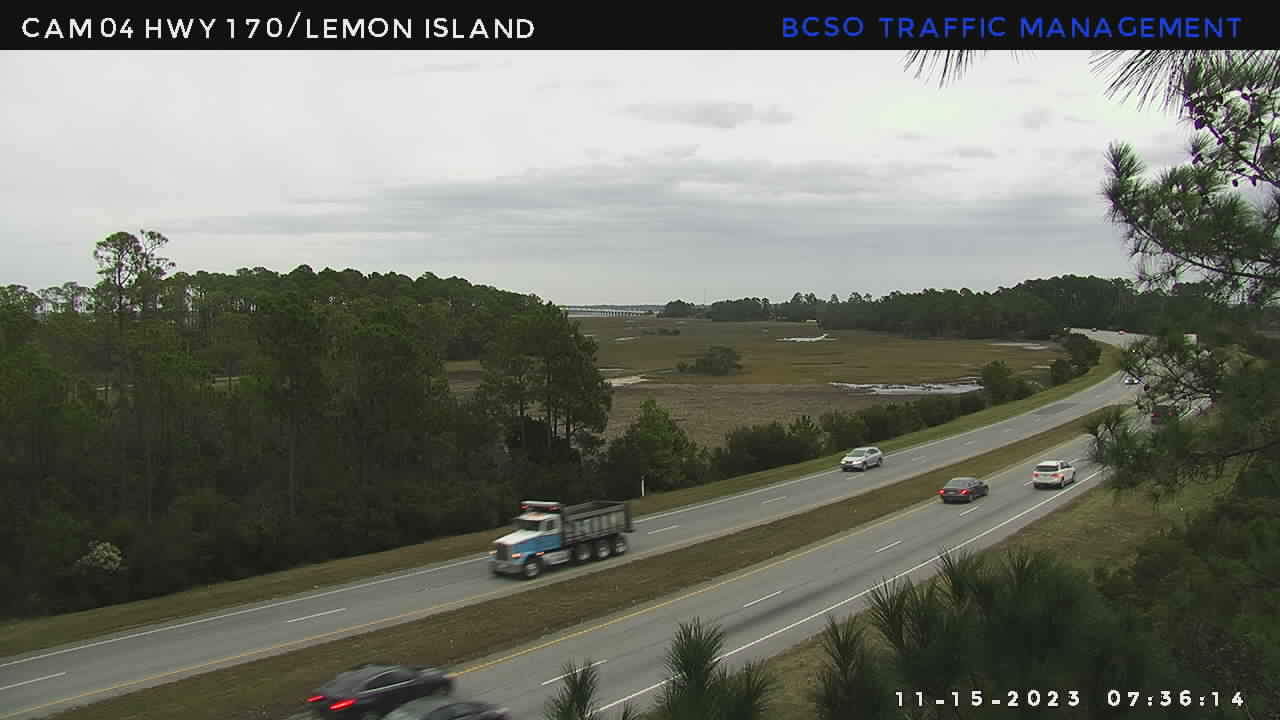 CAM04 HWY 170/LEMON ISLAND
BCSO TRAFFIC MANAGEMENT
11-15-2023 07:36:14